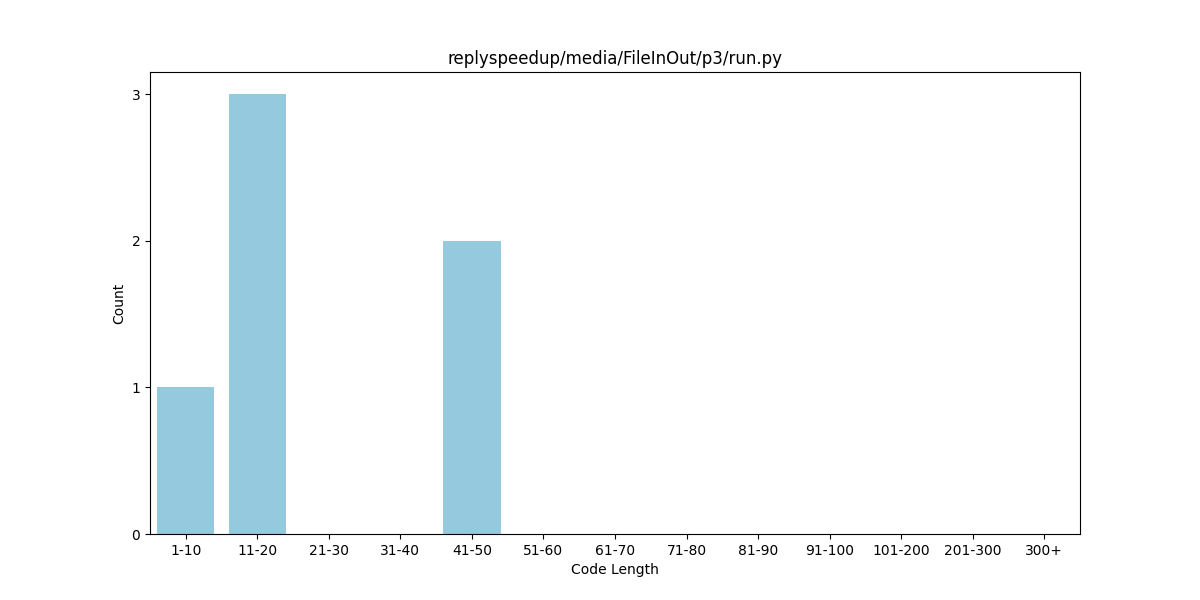 replyspeedup/media/FileInOut/p3/run.py
3
2
1
0
Count
1-10 11-20 21-30 31-40 41-50 51-60 61-70 71-80 81-90 91-100 101-200 201-300 300+
Code Length